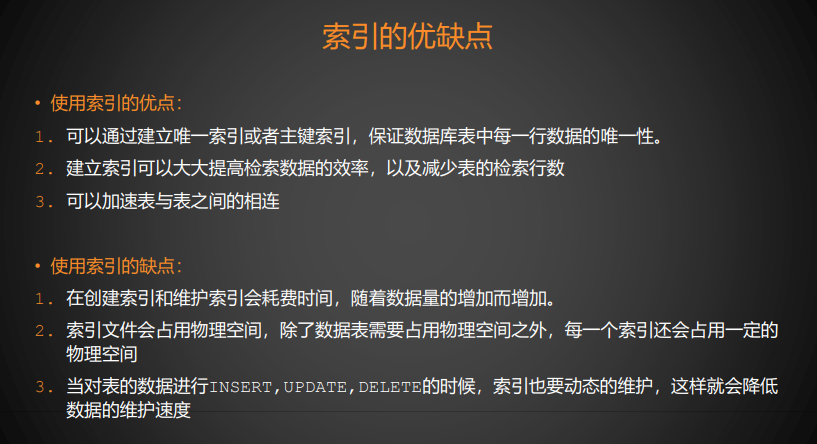 索引的优缺点
• 使用索引的优点：
1. 可以通过建立唯一索引或者主键索引，保证数据库表中每一行数据的唯一性。
2. 建立索引可以大大提高检索数据的效率，以及减少表的检索行数
3. 可以加速表与表之间的相连
• 使用索引的缺点：
1. 在创建索引和维护索引会耗费时间，随着数据量的增加而增加。
2. 索引文件会占用物理空间，除了数据表需要占用物理空间之外，每一个索引还会占用一定的
物理空间
3. 当对表的数据进行INSERT,UPDATE,DELETE的时候，索引也要动态的维护，这样就会降低
数据的维护速度